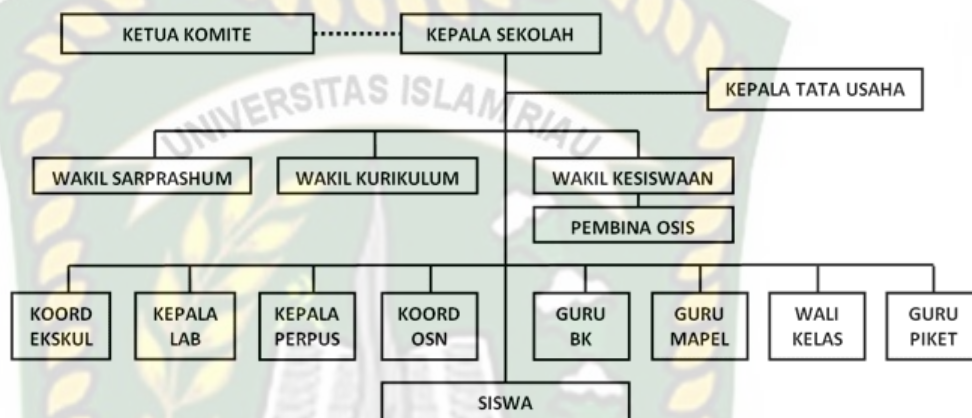 KETUA KOMITE
KEPALA SEKOLAH
KEPALA TATA USAHA
UNIVERSITAS ISLAM RIAU
WAKIL SARPRASHUM
WAKIL KURIKULUM
WAKIL KESISWAAN
PEMBINA OSIS
KOORD
EKSKUL
KEPALA
LAB
KEPALA
PERPUS
KOORD
OSN
GURU
BK
GURU
MAPEL
WALI
KELAS
GURU
PIKET
SISWA